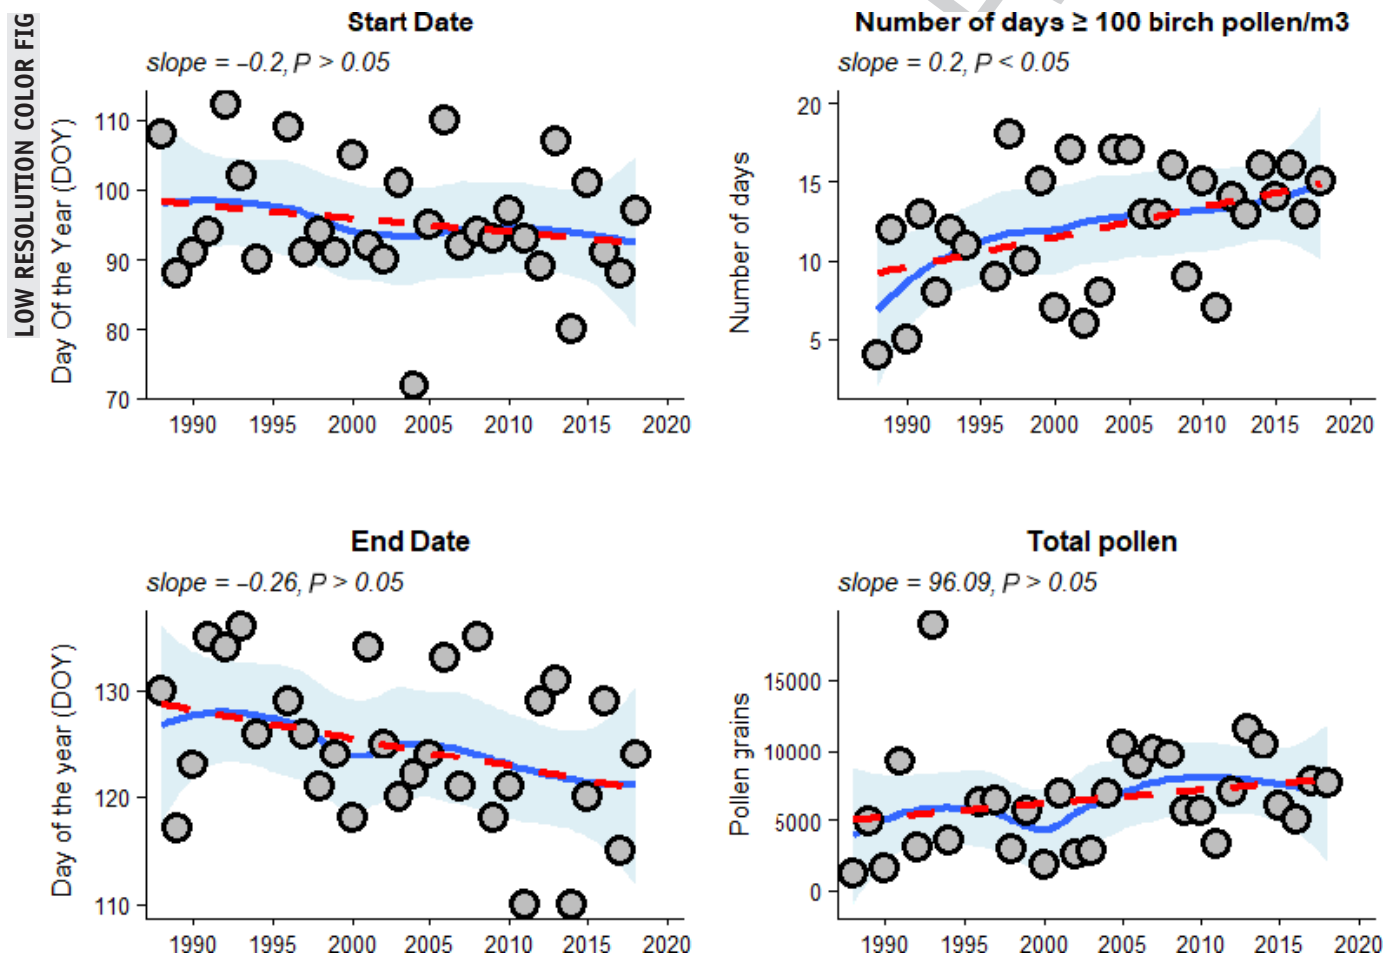 LOW RESOLUTION COLOR FIG
Start Date
slope = −0.2, P > 0.05
Day Of the Year (DOY)
110
100
90
80
70
1990 1995 2000 2005 2010 2015 2020
Number of days ≥ 100 birch pollen/m3
slope = 0.2, P < 0.05
Number of days
20
15
10
5
1990 1995 2000 2005 2010 2015 2020
End Date
slope = −0.26, P > 0.05
Day of the year (DOY)
130
120
110
1990 1995 2000 2005 2010 2015 2020
Total pollen
slope = 96.09, P > 0.05
Pollen grains
15000
10000
5000
0
1990 1995 2000 2005 2010 2015 2020